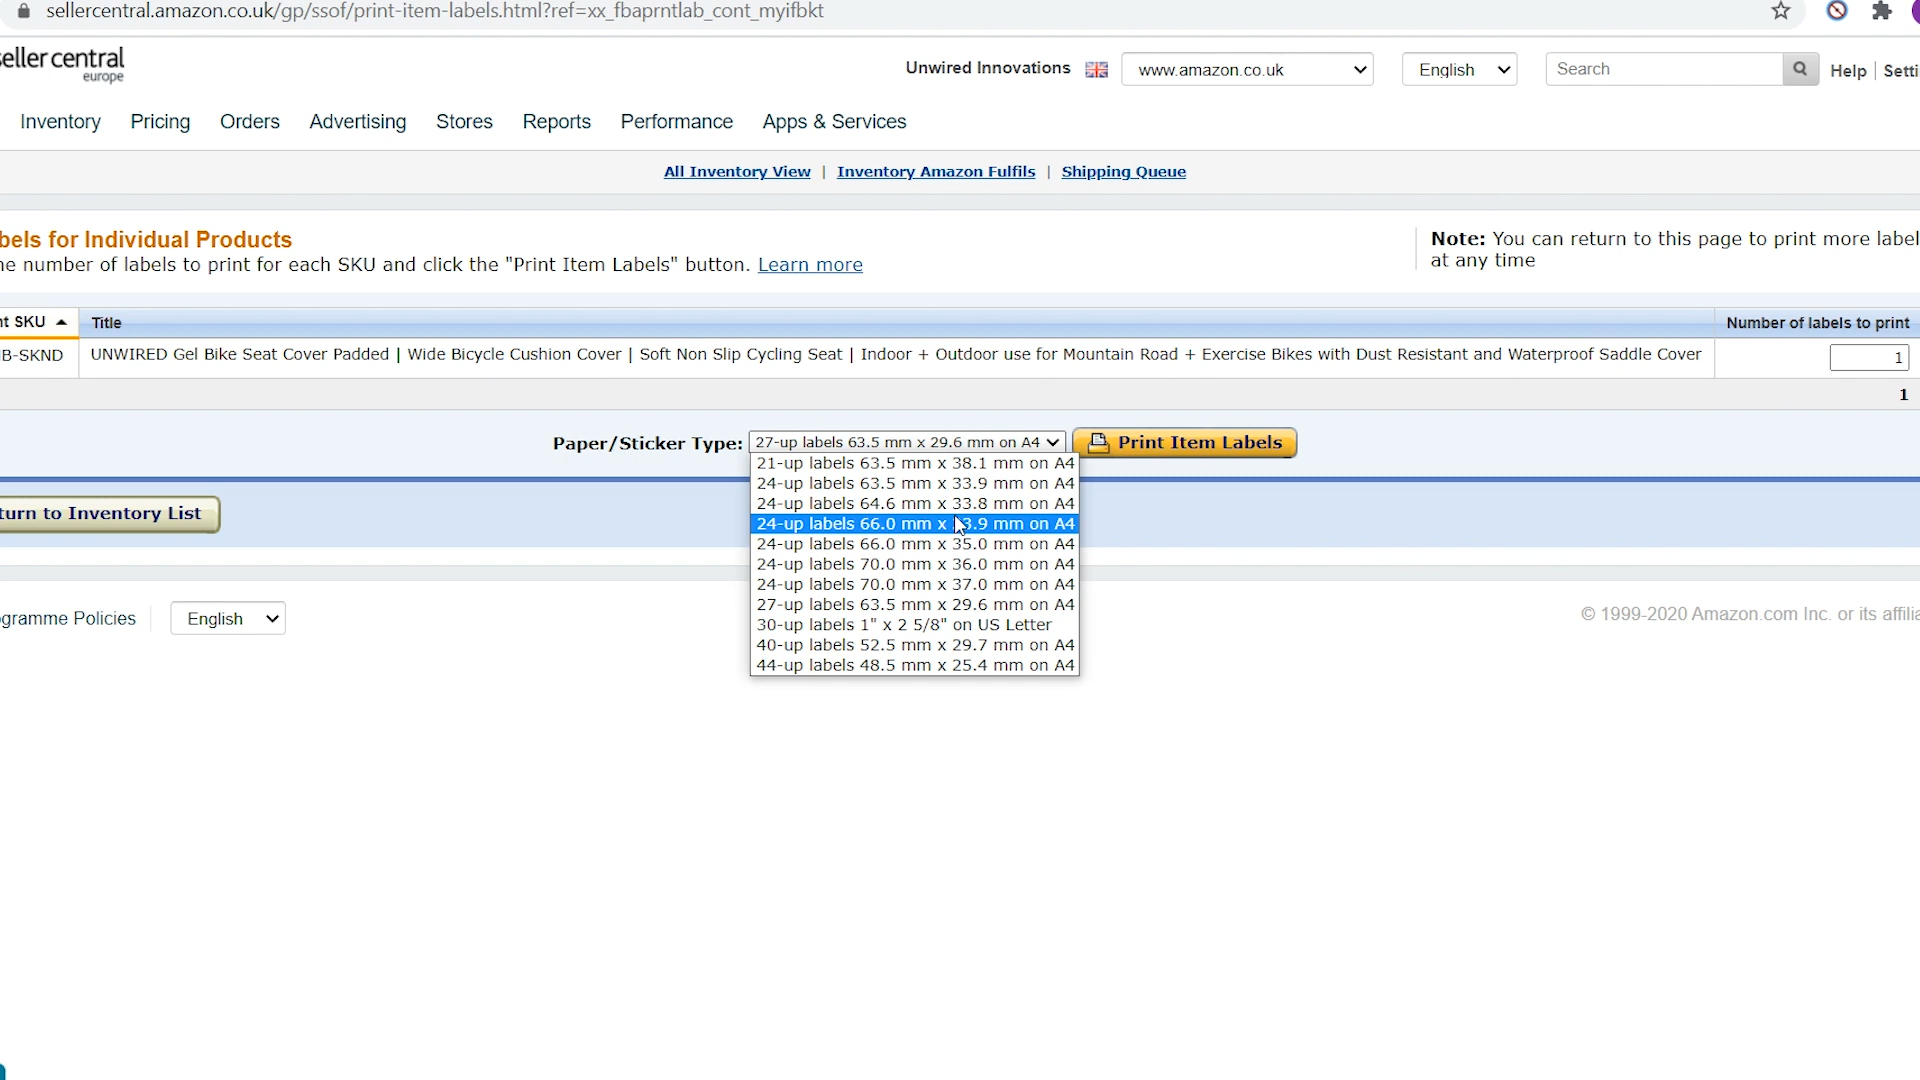 sellercentral.amazon.co.uk/gp/ssof/print-item-labels.html?ref=xx_fbaprntlab_cont_myifbkt
seller central
europe
Unwired Innovations
www.amazon.co.uk
English
Search
Help
Setti
Inventory
Pricing
Orders
Advertising
Stores
Reports
Performance
Apps & Services
All Inventory View | Inventory Amazon Fulfils | Shipping Queue
bels for Individual Products
he number of labels to print for each SKU and click the "Print Item Labels" button. Learn more
Note: You can return to this page to print more label
at any time
nt SKU
Title
Number of labels to print
B-SKND
UNWIRED Gel Bike Seat Cover Padded | Wide Bicycle Cushion Cover | Soft Non Slip Cycling Seat | Indoor + Outdoor use for Mountain Road + Exercise Bikes with Dust Resistant and Waterproof Saddle Cover
1
1
Paper/Sticker Type:
27-up labels 63.5 mm x 29.6 mm on A4
Print Item Labels
21-up labels 63.5 mm x 38.1 mm on A4
24-up labels 63.5 mm x 33.9 mm on A4
24-up labels 64.6 mm x 33.8 mm on A4
24-up labels 66.0 mm x 33.9 mm on A4
24-up labels 66.0 mm x 35.0 mm on A4
24-up labels 70.0 mm x 36.0 mm on A4
24-up labels 70.0 mm x 37.0 mm on A4
27-up labels 63.5 mm x 29.6 mm on A4
30-up labels 1" x 2 5/8" on US Letter
40-up labels 52.5 mm x 29.7 mm on A4
44-up labels 48.5 mm x 25.4 mm on A4
turn to Inventory List
ogramme Policies
English
© 1999-2020 Amazon.com Inc. or its affilia